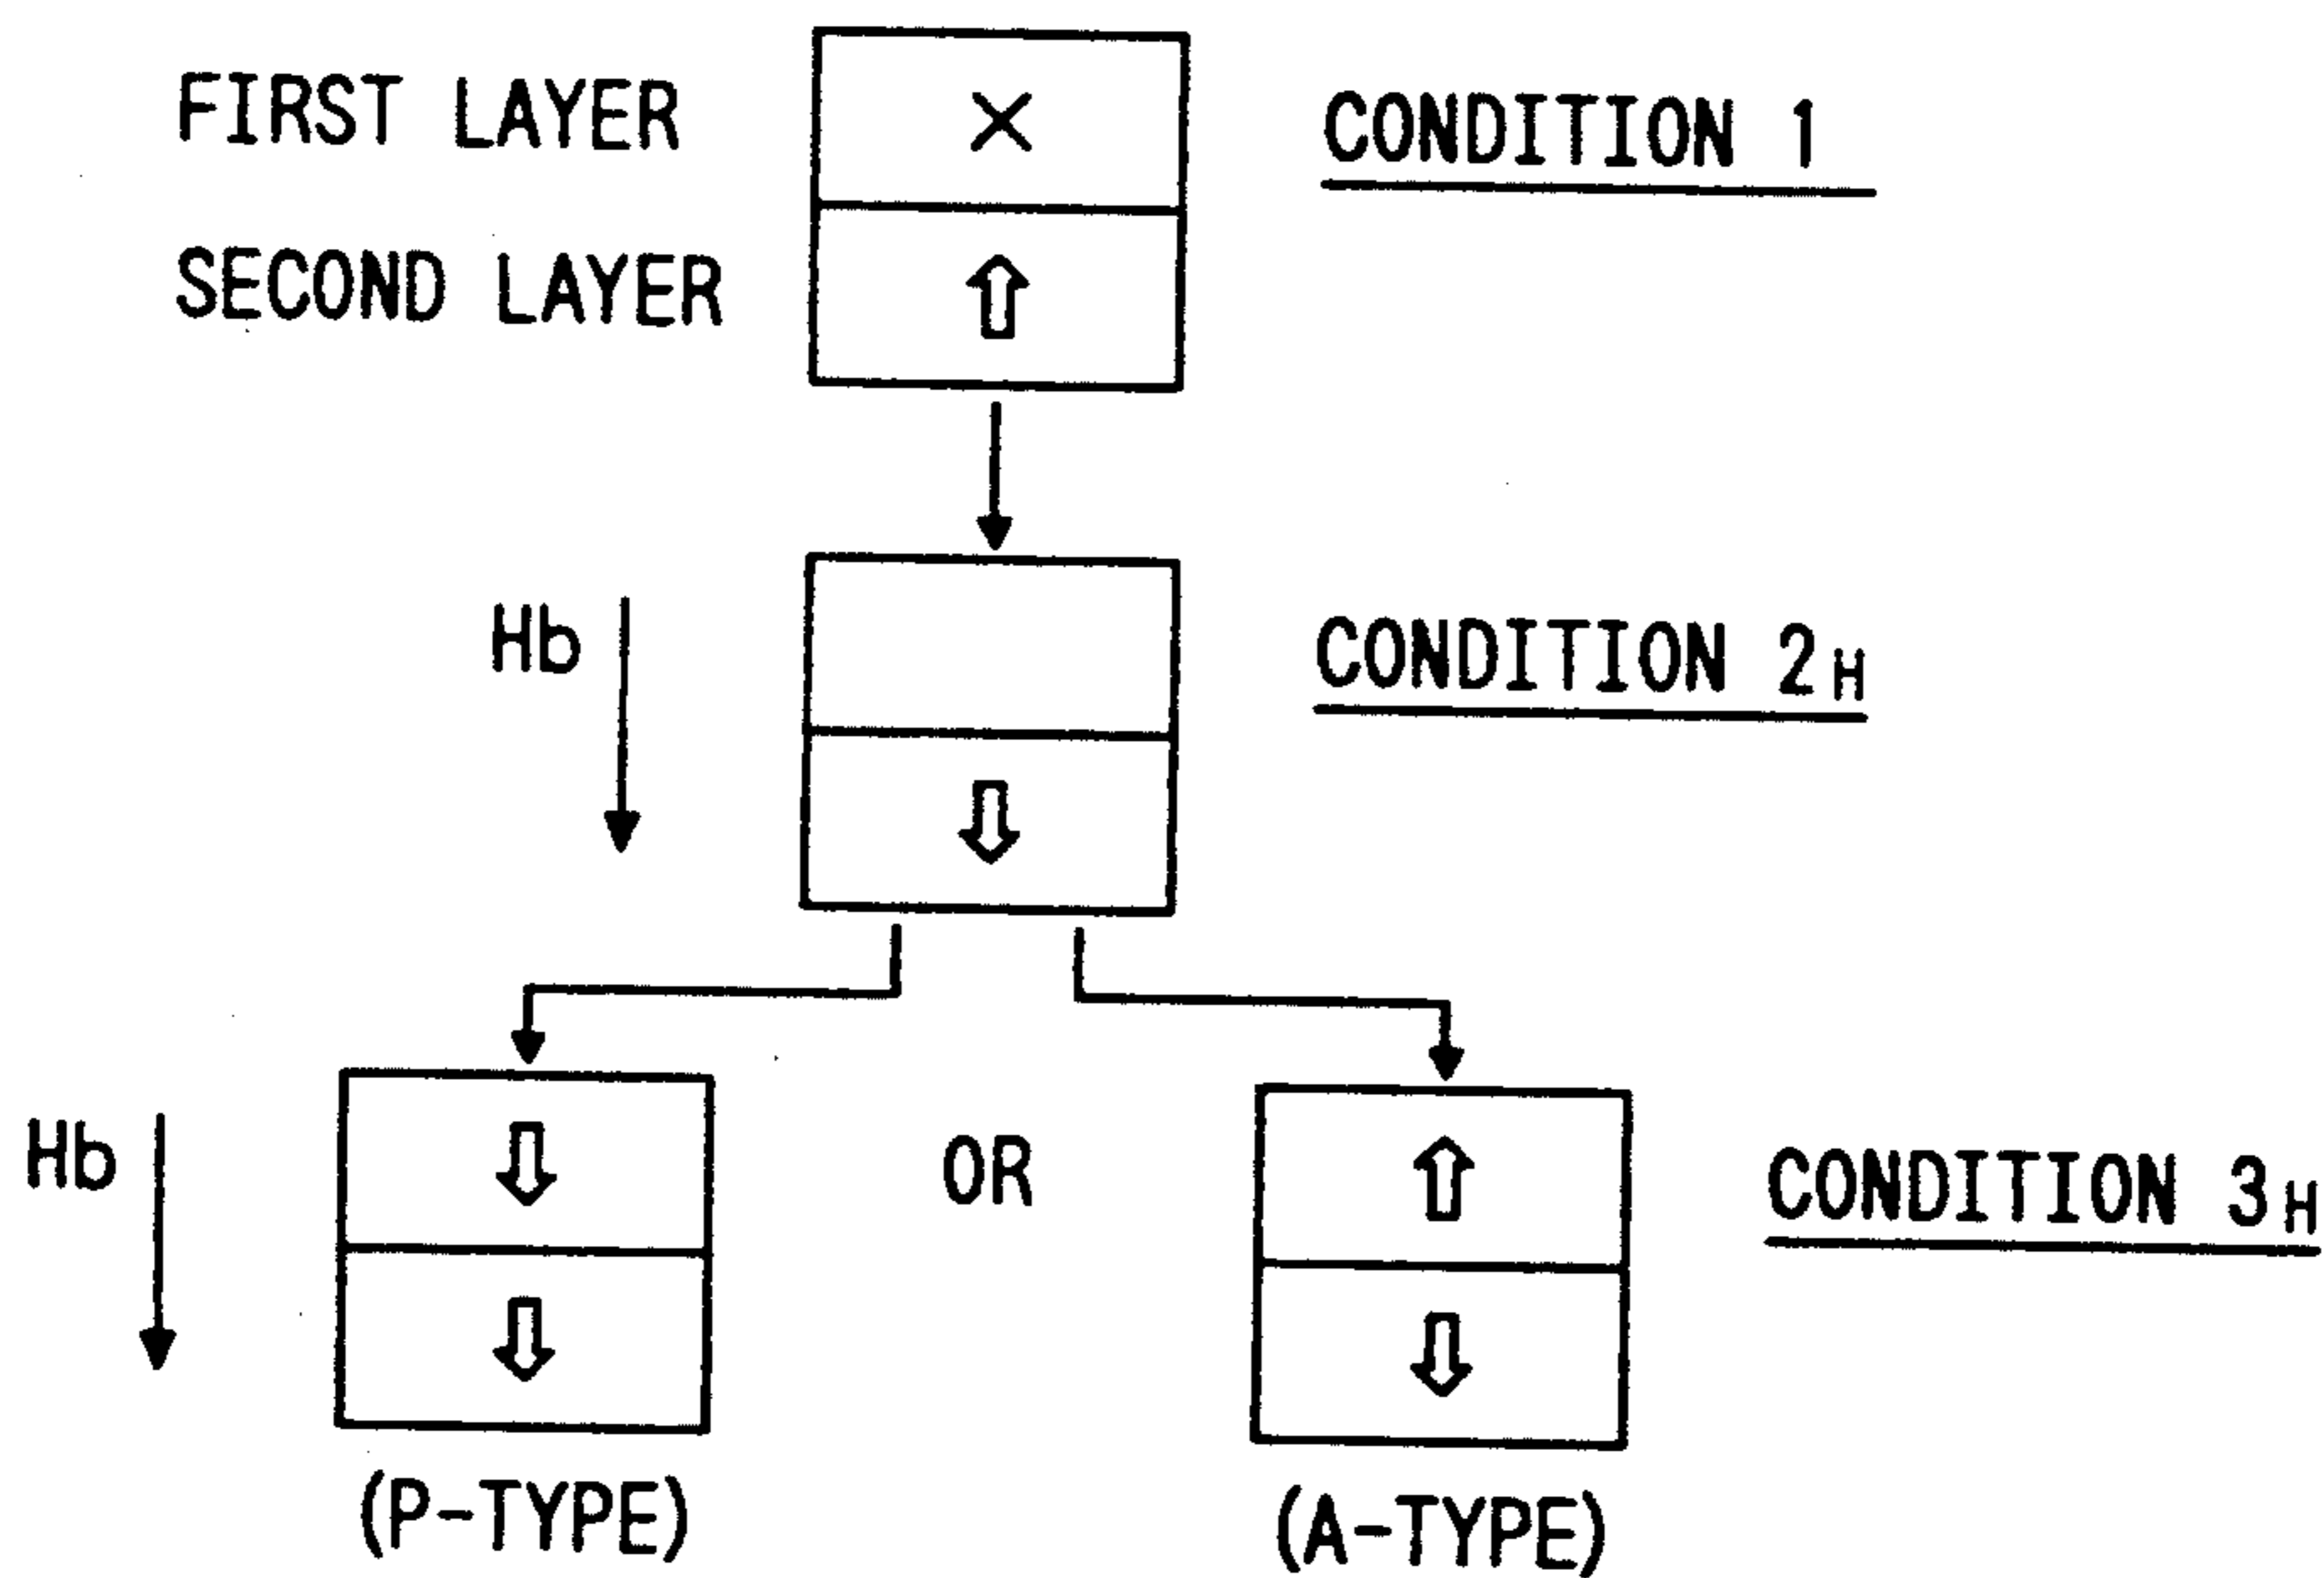 FIRST LAYER
×
CONDITION 1
SECOND LAYER
Hb
CONDITION 2H
Hb
OR
CONDITION 3H
(P-TYPE)
(A-TYPE)